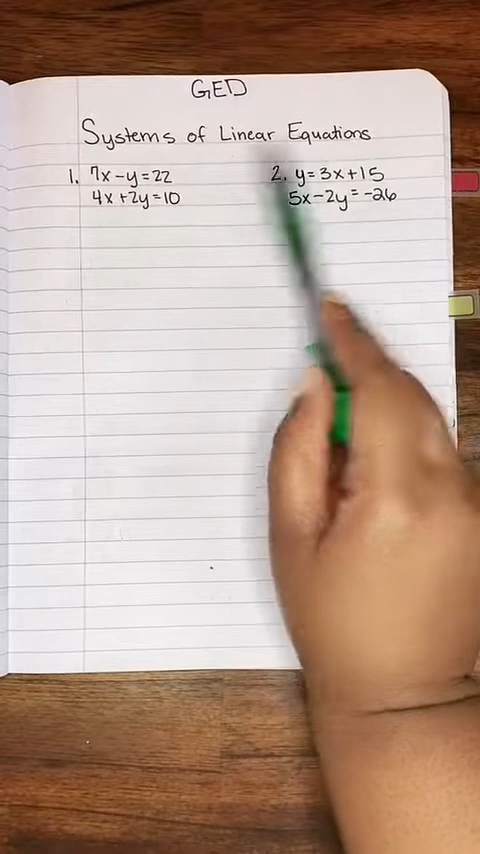 GED
Systems of Linear Equations
1. 7x-y=22
4x+2y=10
2. y=3x+15
5x-2y=-26